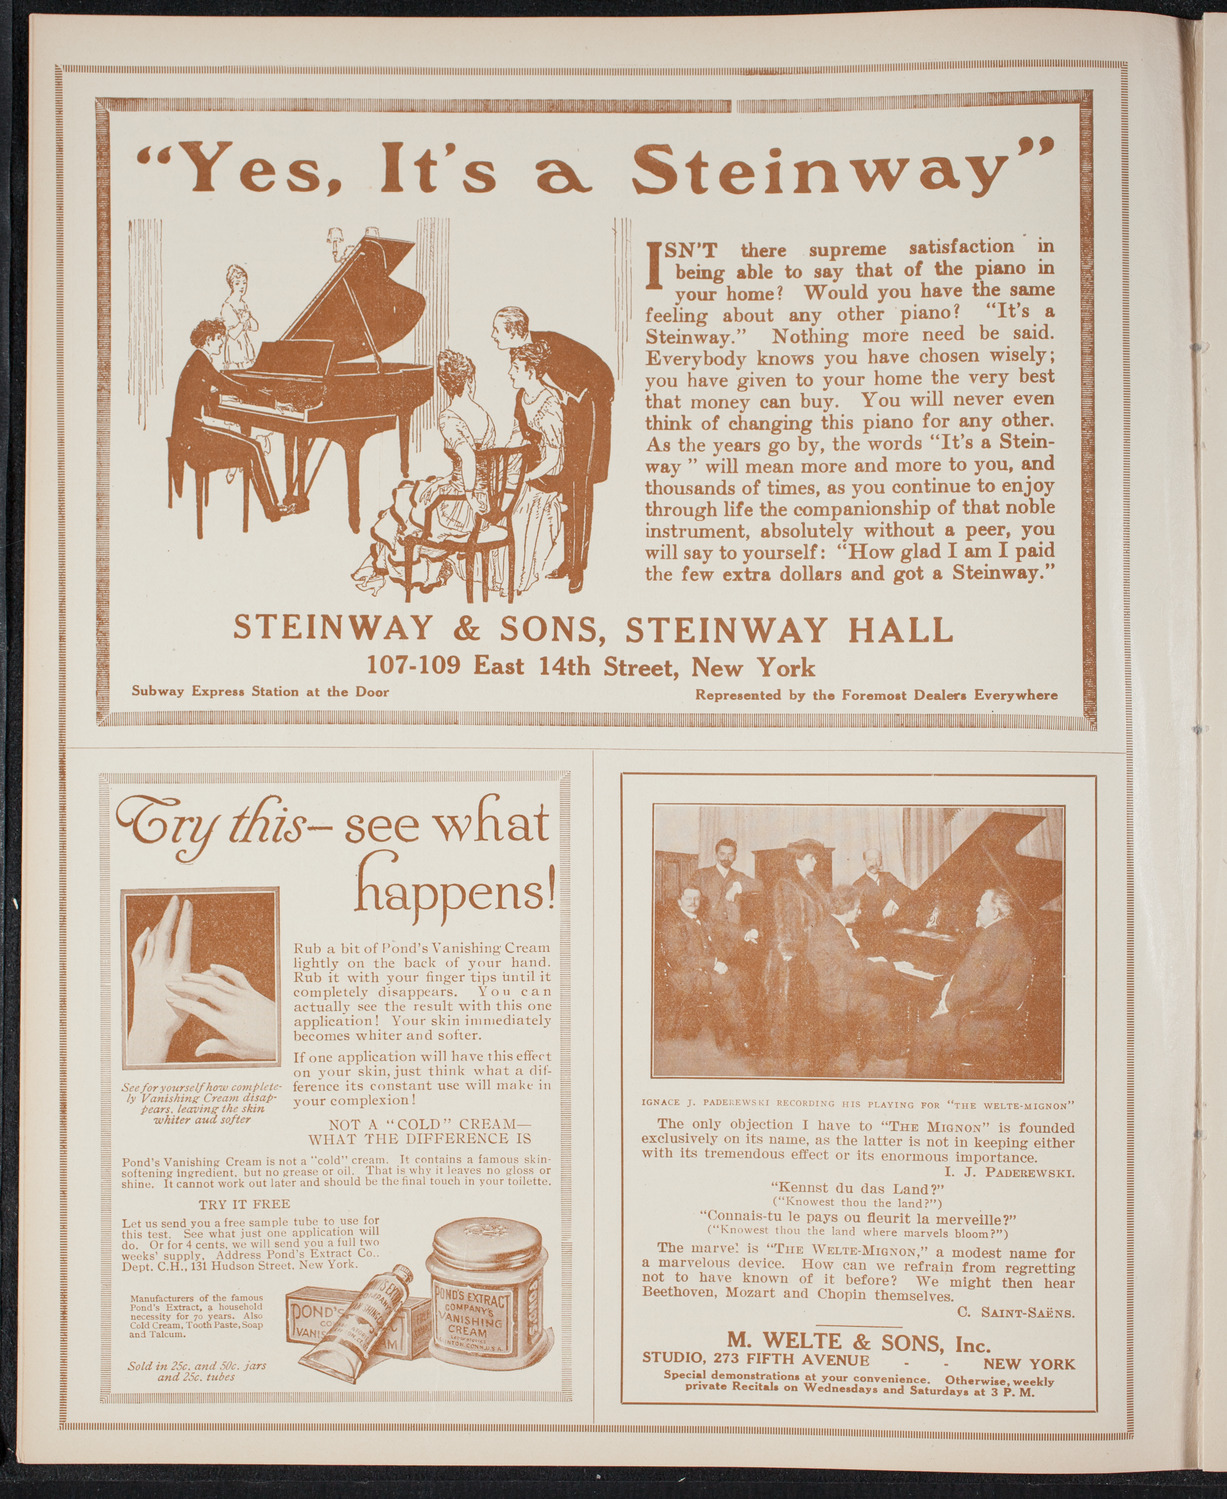 "Yes, It's a Steinway"
ISN'T there supreme satisfaction in
being able to say that of the piano in
your home? Would you have the same
feeling about any other piano? "It's a
Steinway." Nothing more need be said.
Everybody knows you have chosen wisely;
you have given to your home the very best
that money can buy. You will never even
think of changing this piano for any other.
As the years go by, the words "It's a Stein-
way" will mean more and more to you, and
thousands of times, as you continue to enjoy
through life the companionship of that noble
instrument, absolutely without a peer, you
will say to yourself: "How glad I am I paid
the few extra dollars and got a Steinway."
STEINWAY & SONS, STEINWAY HALL
107-109 East 14th Street, New York
Subway Express Station at the Door
Represented by the Foremost Dealers Everywhere
Try this—see what
happens!
Rub a bit of Pond's Vanishing Cream
lightly on the back of your hand.
Rub it with your finger tips until it
completely disappears. You can
actually see the result with this one
application! Your skin immediately
becomes whiter and softer.
If one application will have this effect
on your skin, just think what a dif-
ference its constant use will make in
your complexion!
See for yourself how complete-
ly Vanishing Cream disap-
pears, leaving the skin
whiter and softer
NOT A "COLD" CREAM—
WHAT THE DIFFERENCE IS
Pond's Vanishing Cream is not a "cold" cream. It contains a famous skin-
softening ingredient, but no grease or oil. That is why it leaves no gloss or
shine. It cannot work out later and should be the final touch in your toilette.
TRY IT FREE
Let us send you a free sample tube to use for
this test. See what just one application will
do. Or for 4 cents, we will send you a full two
weeks' supply. Address Pond's Extract Co.,
Dept. C.H., 131 Hudson Street, New York.
Manufacturers of the famous
Pond's Extract, a household
necessity for 70 years. Also
Cold Cream, Tooth Paste, Soap
and Talcum.
Sold in 25c. and 50c. jars
and 25c. tubes
POND'S
VANIS
AM
POND'S EXTRACT
COMPANY'S
VANISHING
CREAM
IGNACE J. PADEREWSKI RECORDING HIS PLAYING FOR "THE WELTE-MIGNON"
The only objection I have to "THE MIGNON" is founded
exclusively on its name, as the latter is not in keeping either
with its tremendous effect or its enormous importance.
I. J. PADEREWSKI.
"Kennst du das Land?"
("Knowest thou the land?")
"Connais-tu le pays ou fleurit la merveille?"
("Knowest thou the land where marvels bloom?")
The marvel is "THE WELTE-MIGNON," a modest name for
a marvelous device. How can we refrain from regretting
not to have known of it before? We might then hear
Beethoven, Mozart and Chopin themselves.
C. SAINT-SAËNS.
M. WELTE & SONS, Inc.
STUDIO, 273 FIFTH AVENUE - - NEW YORK
Special demonstrations at your convenience. Otherwise, weekly
private Recitals on Wednesdays and Saturdays at 3 P. M.